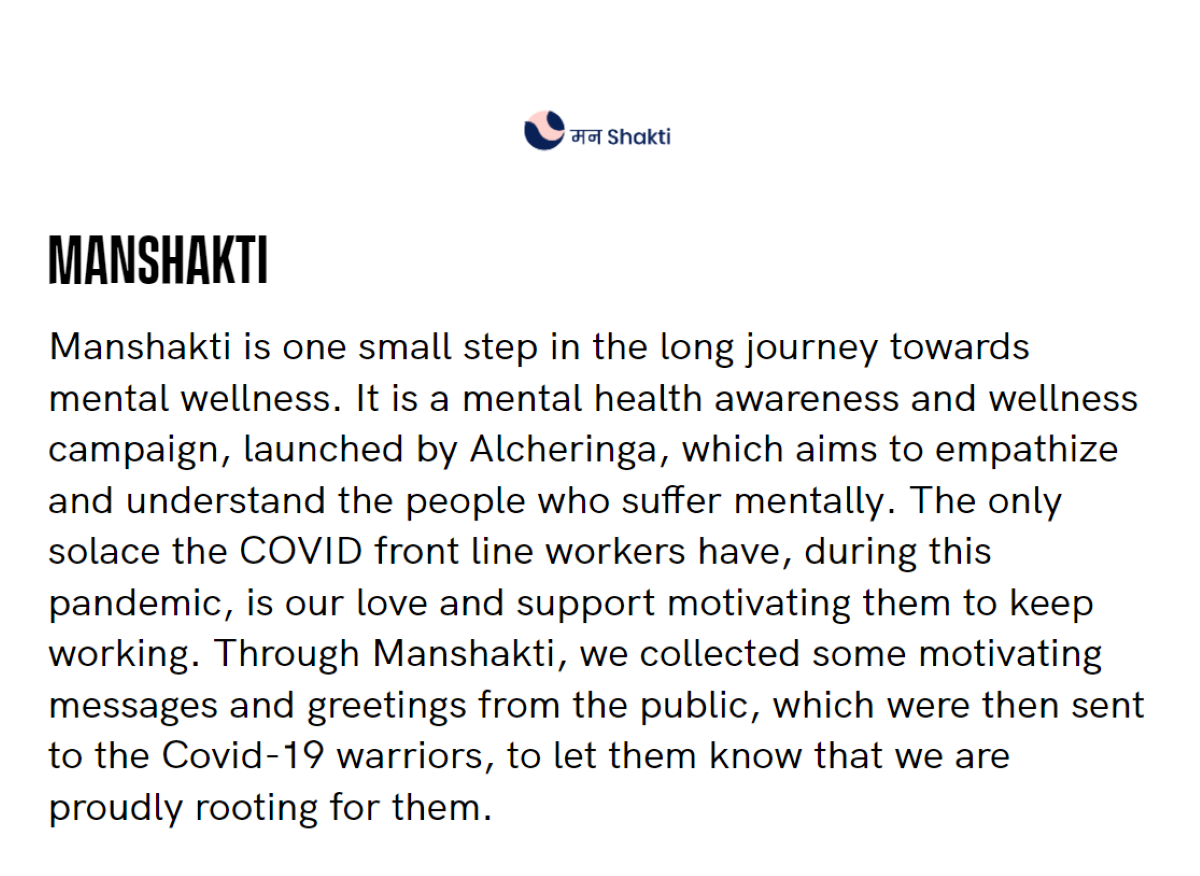 मन Shakti
MANSHAKTI
Manshakti is one small step in the long journey towards
mental wellness. It is a mental health awareness and wellness
campaign, launched by Alcheringa, which aims to empathize
and understand the people who suffer mentally. The only
solace the COVID front line workers have, during this
pandemic, is our love and support motivating them to keep
working. Through Manshakti, we collected some motivating
messages and greetings from the public, which were then sent
to the Covid-19 warriors, to let them know that we are
proudly rooting for them.